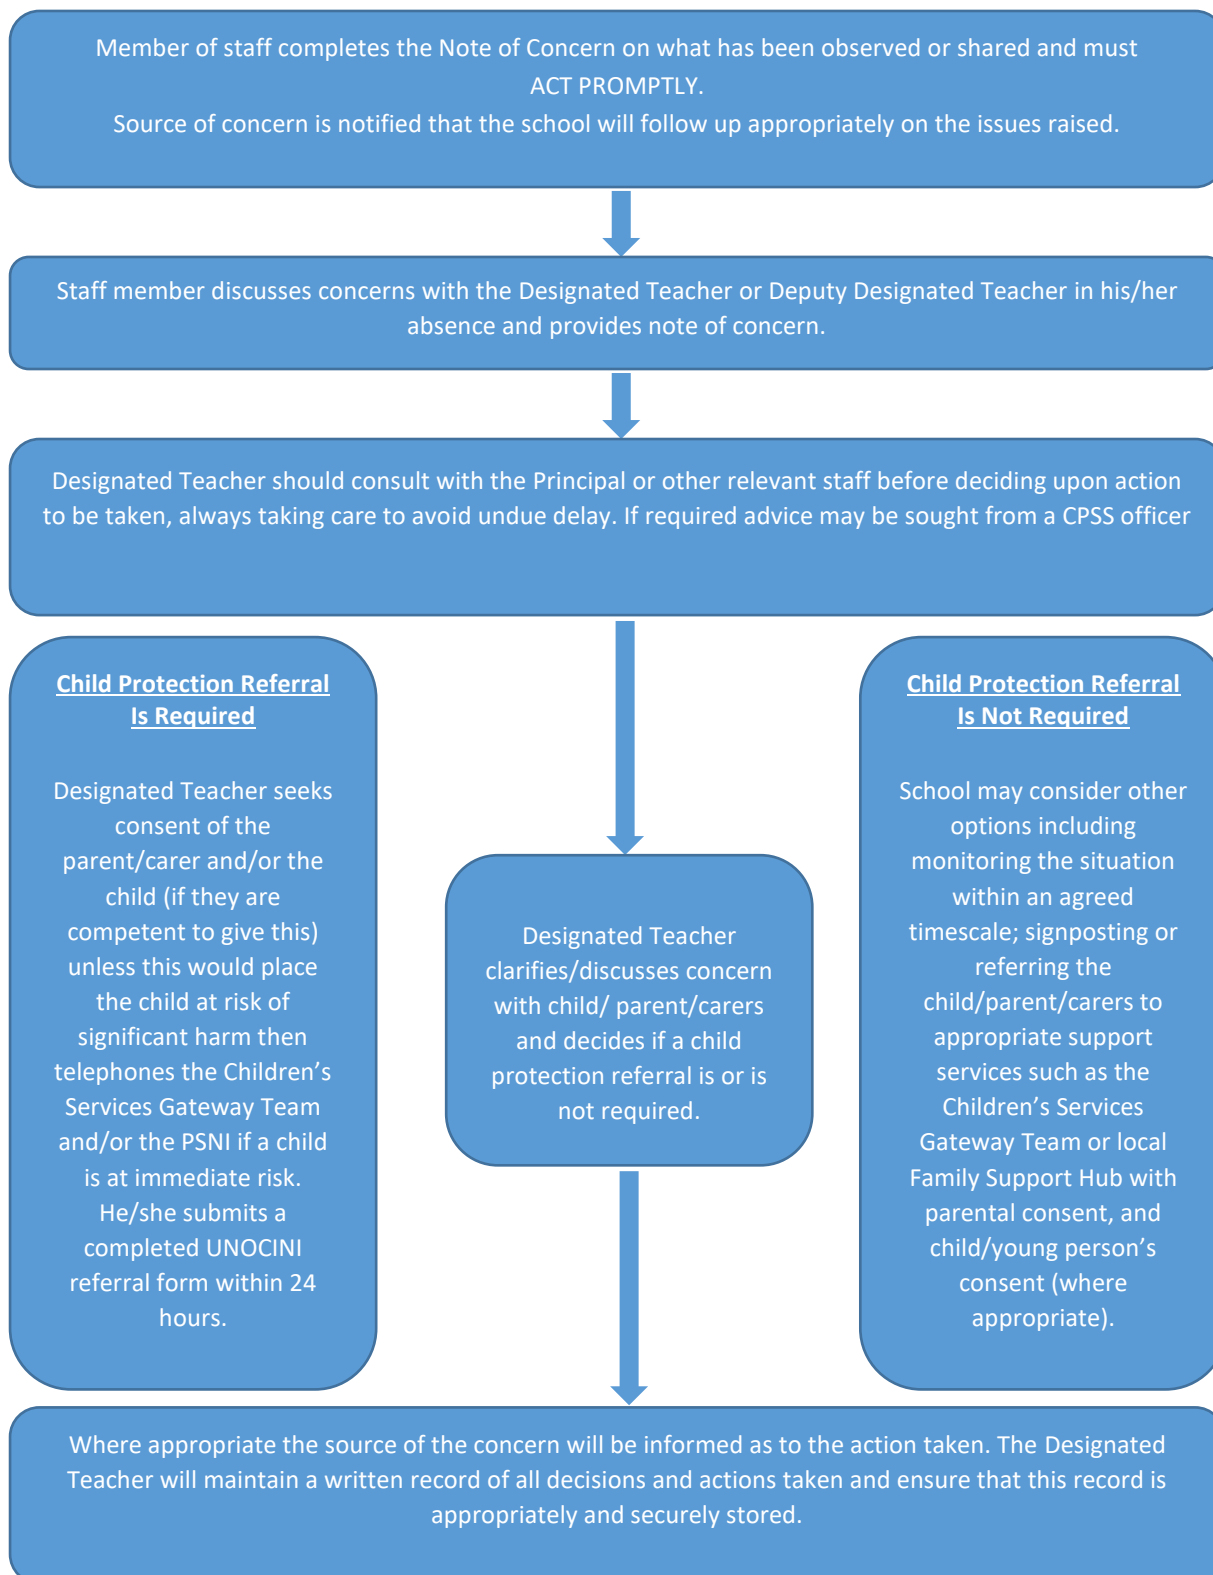 Member of staff completes the Note of Concern on what has been observed or shared and must
ACT PROMPTLY.
Source of concern is notified that the school will follow up appropriately on the issues raised.
Staff member discusses concerns with the Designated Teacher or Deputy Designated Teacher in his/her
absence and provides note of concern.
Designated Teacher should consult with the Principal or other relevant staff before deciding upon action
to be taken, always taking care to avoid undue delay. If required advice may be sought from a CPSS officer
Child Protection Referral
Is Required
Designated Teacher seeks
consent of the
parent/carer and/or the
child (if they are
competent to give this)
unless this would place
the child at risk of
significant harm then
telephones the Children’s
Services Gateway Team
and/or the PSNI if a child
is at immediate risk.
He/she submits a
completed UNOCINI
referral form within 24
hours.
Designated Teacher
clarifies/discusses concern
with child/ parent/carers
and decides if a child
protection referral is or is
not required.
Child Protection Referral
Is Not Required
School may consider other
options including
monitoring the situation
within an agreed
timescale; signposting or
referring the
child/parent/carers to
appropriate support
services such as the
Children’s Services
Gateway Team or local
Family Support Hub with
parental consent, and
child/young person’s
consent (where
appropriate).
Where appropriate the source of the concern will be informed as to the action taken. The Designated
Teacher will maintain a written record of all decisions and actions taken and ensure that this record is
appropriately and securely stored.